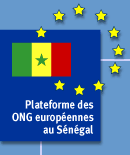 Plateforme des
ONG européennes
au Sénégal